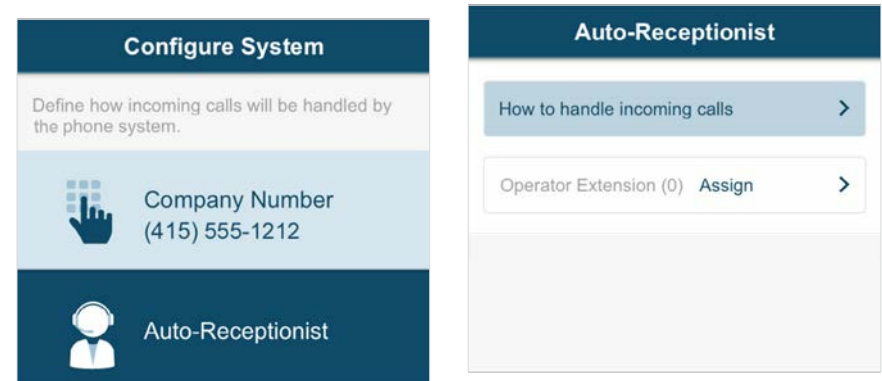 Configure System
Define how incoming calls will be handled by
the phone system.
Company Number
(415) 555-1212
Auto-Receptionist
Auto-Receptionist
How to handle incoming calls
Operator Extension (0) Assign